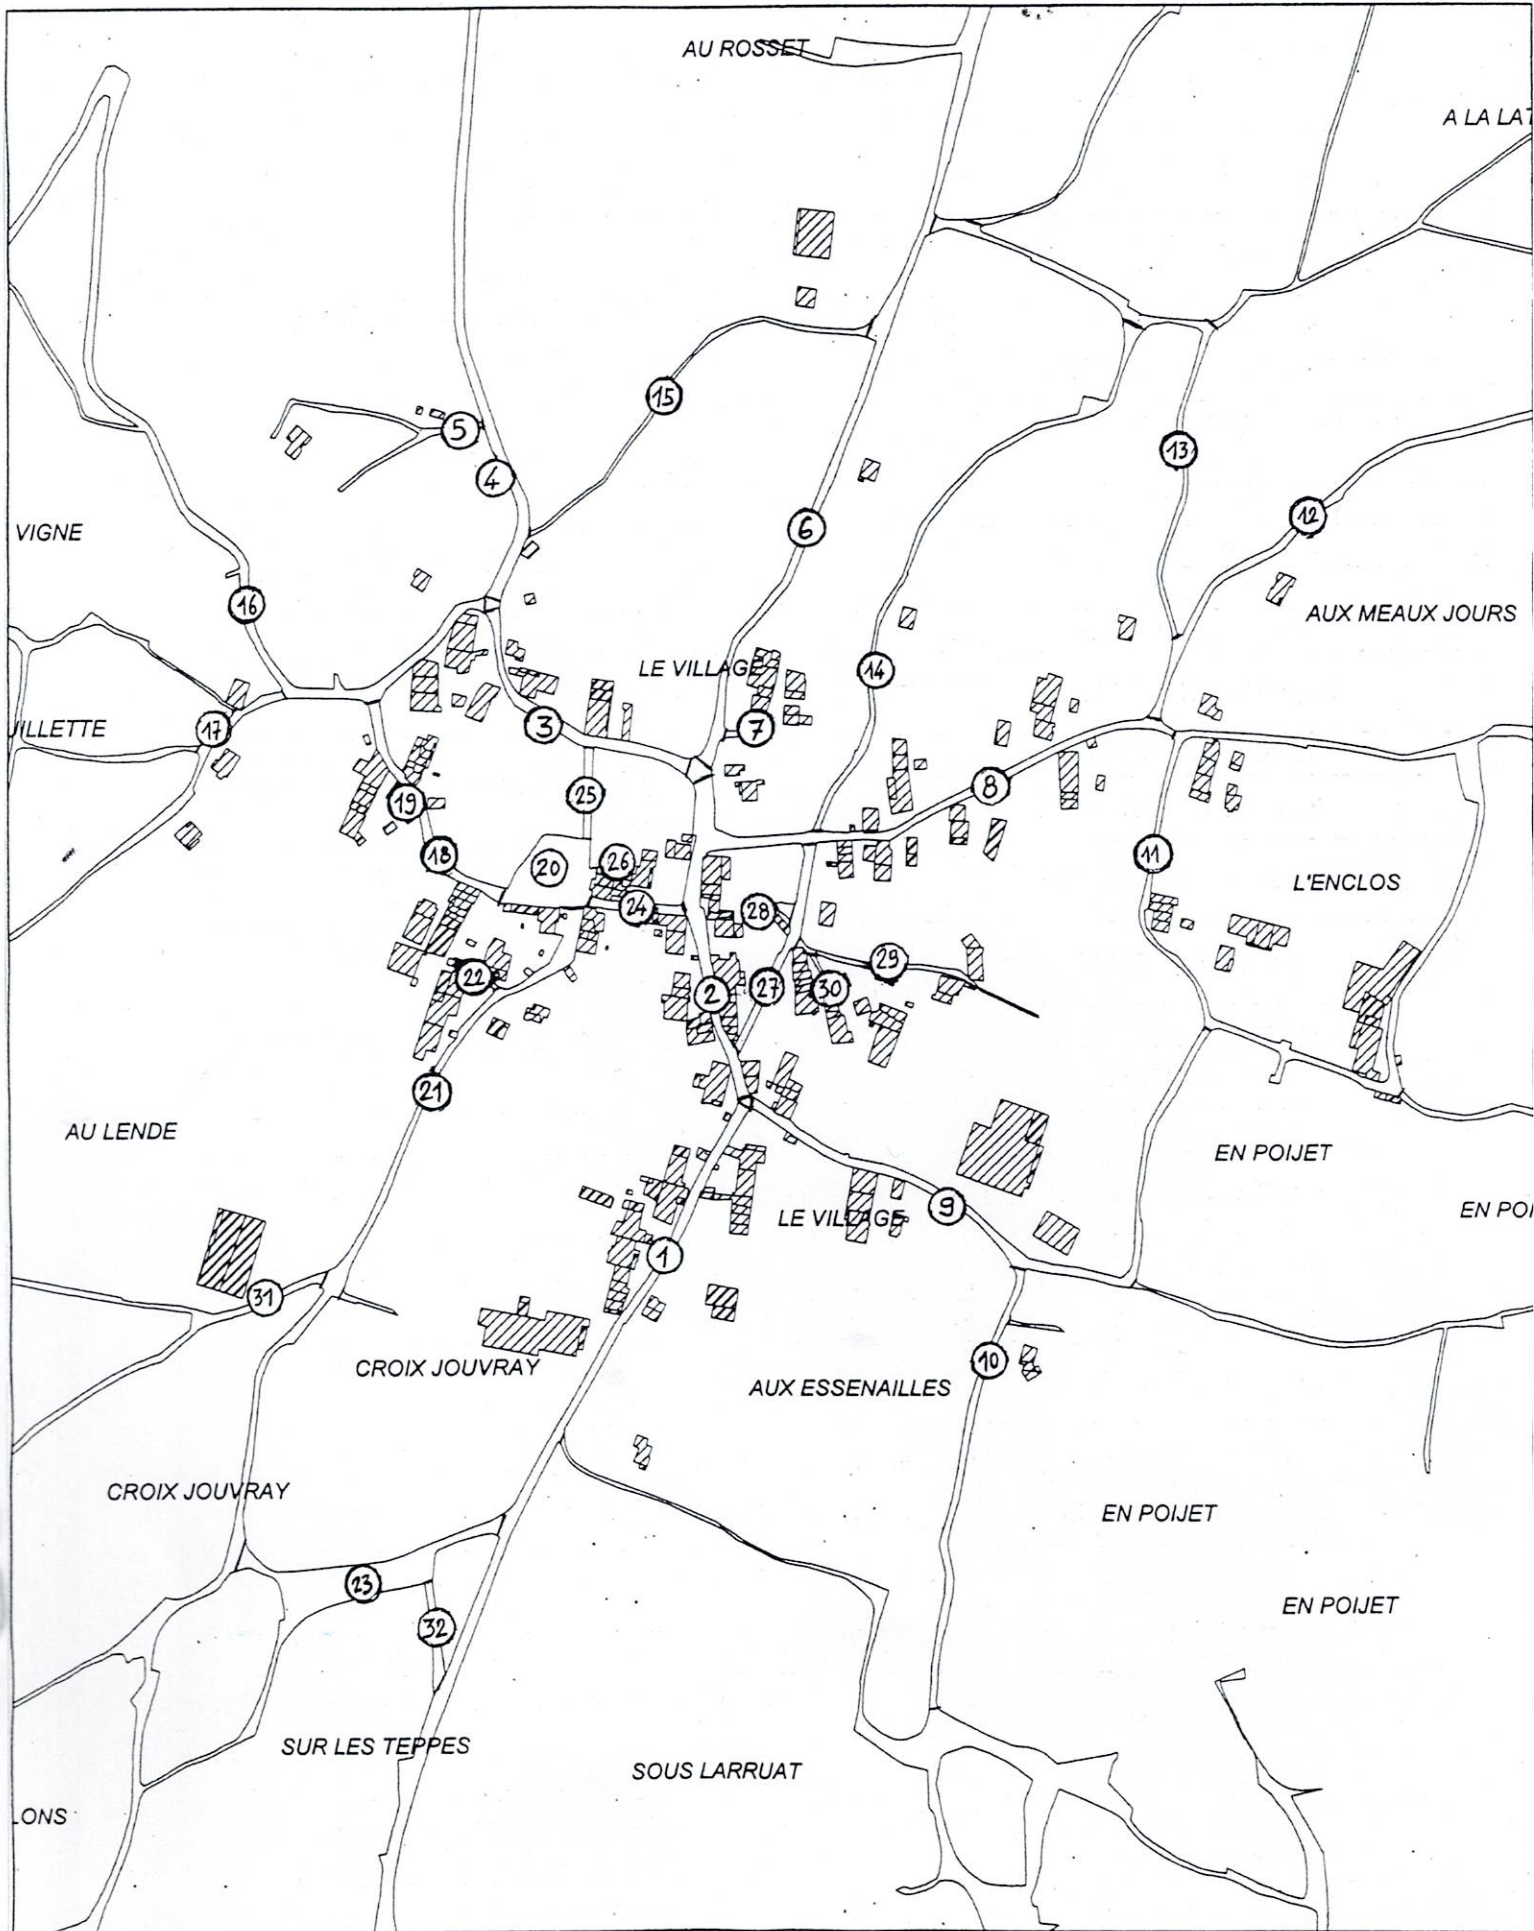 AU ROSSET
A LA LAT
5
15
4
13
12
6
VIGNE
16
AUX MEAUX JOURS
LE VILLAGE
14
17
3
7
JILLETTE
8
25
19
18
20
26
11
L'ENCLOS
24
28
29
22
2
27
30
21
AU LENDE
EN POIJET
9
LE VILLAGE
EN POI
1
31
10
CROIX JOUVRAY
AUX ESSENAILLES
CROIX JOUVRAY
EN POIJET
23
EN POIJET
32
SUR LES TEPPES
SOUS LARRUAT
LONS